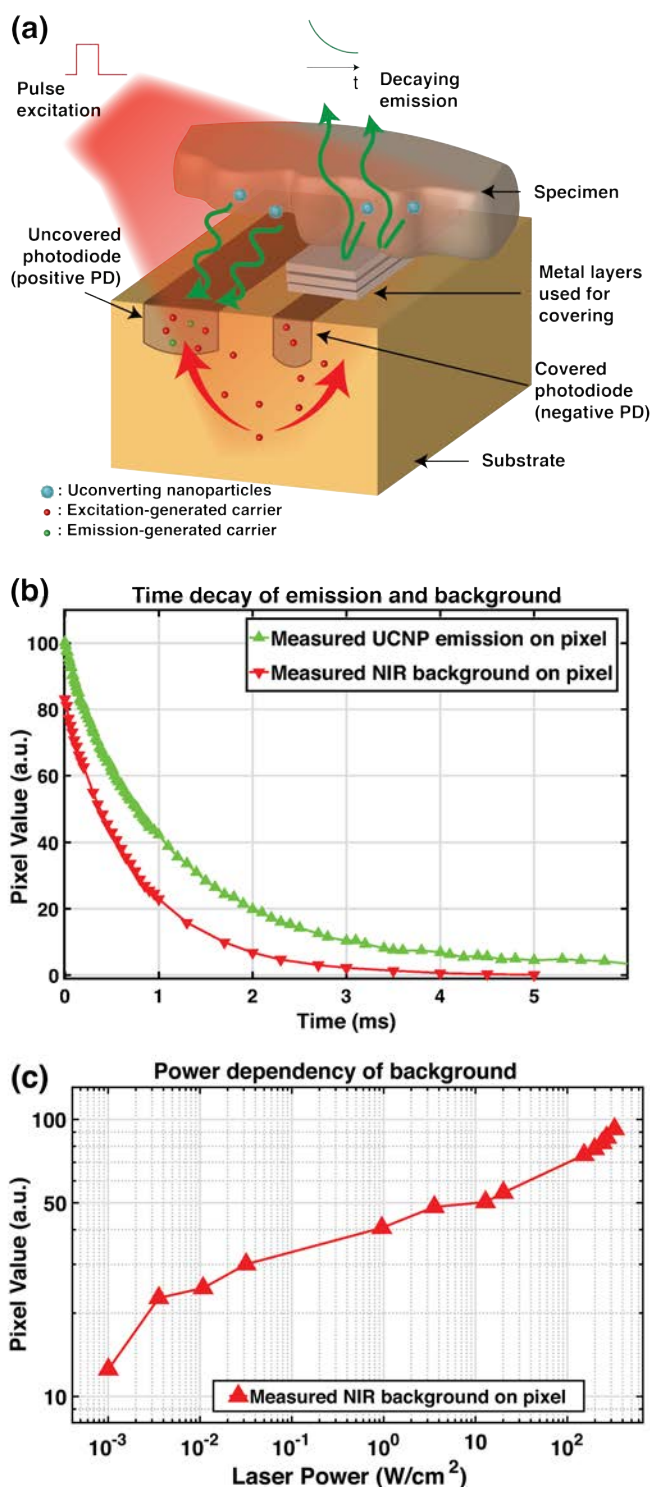 (a)
Pulse
excitation
t
Decaying
emission
Specimen
Uncovered
photodiode
(positive PD)
Metal layers
used for
covering
Covered
photodiode
(negative PD)
Substrate
: Uconverting nanoparticles
: Excitation-generated carrier
: Emission-generated carrier
(b)
Time decay of emission and background
Measured UCNP emission on pixel
Measured NIR background on pixel
Pixel Value (a.u.)
100
80
60
40
20
0
0 1 2 3 4 5
Time (ms)
(c)
Power dependency of background
Pixel Value (a.u.)
100
50
10
Measured NIR background on pixel
10⁻³ 10⁻² 10⁻¹ 10⁰ 10 10²
Laser Power (W/cm²)